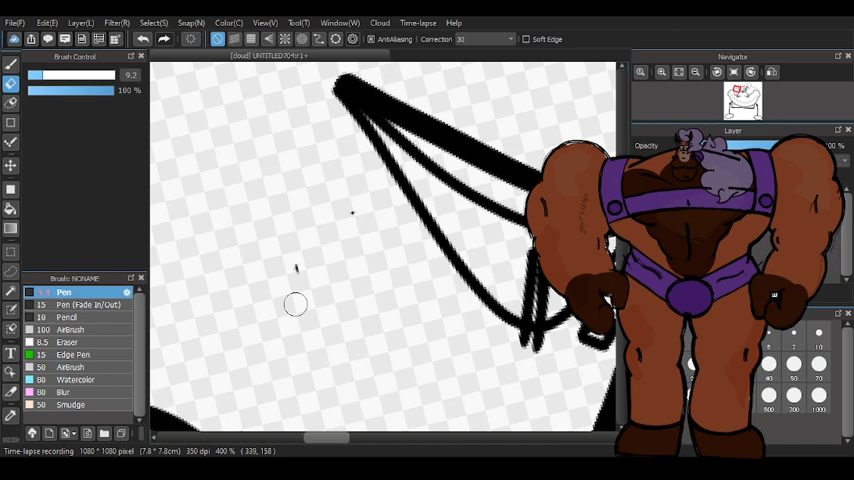 File(F) Edit(E) Layer(L) Filter(R) Select(S) Snap(N) Color(C) View(V) Tool(T) Window(W) Cloud Time-lapse Help
AntiAliasing Correction 30 Soft Edge
Brush Control
[cloud] UNTITLED704:r1+
Navigator
9.2
100 %
Layer
Opacity 100 %
Brush: NONAME
Pen
15 Pen (Fade In/Out)
10 Pencil
100 AirBrush
8.5 Eraser
15 Edge Pen
50 AirBrush
80 Watercolor
80 Blur
50 Smudge
7 10
40 50 70
500 700 1000
Time-lapse recording 1080 * 1080 pixel (7.8 * 7.8cm) 350 dpi 400 % ( 339, 158 )